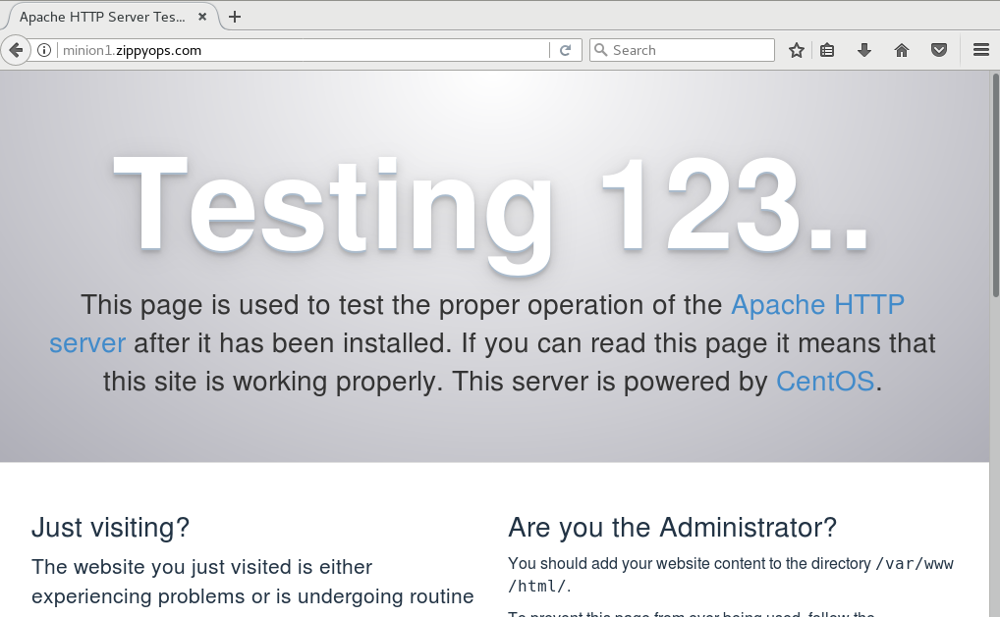 Apache HTTP Server Tes...
minion1.zippyops.com
Search
Testing 123..
This page is used to test the proper operation of the Apache HTTP
server after it has been installed. If you can read this page it means that
this site is working properly. This server is powered by CentOS.
Just visiting?
The website you just visited is either
experiencing problems or is undergoing routine
Are you the Administrator?
You should add your website content to the directory /var/www
/html/.
To prevent this page from ever being used, follow the